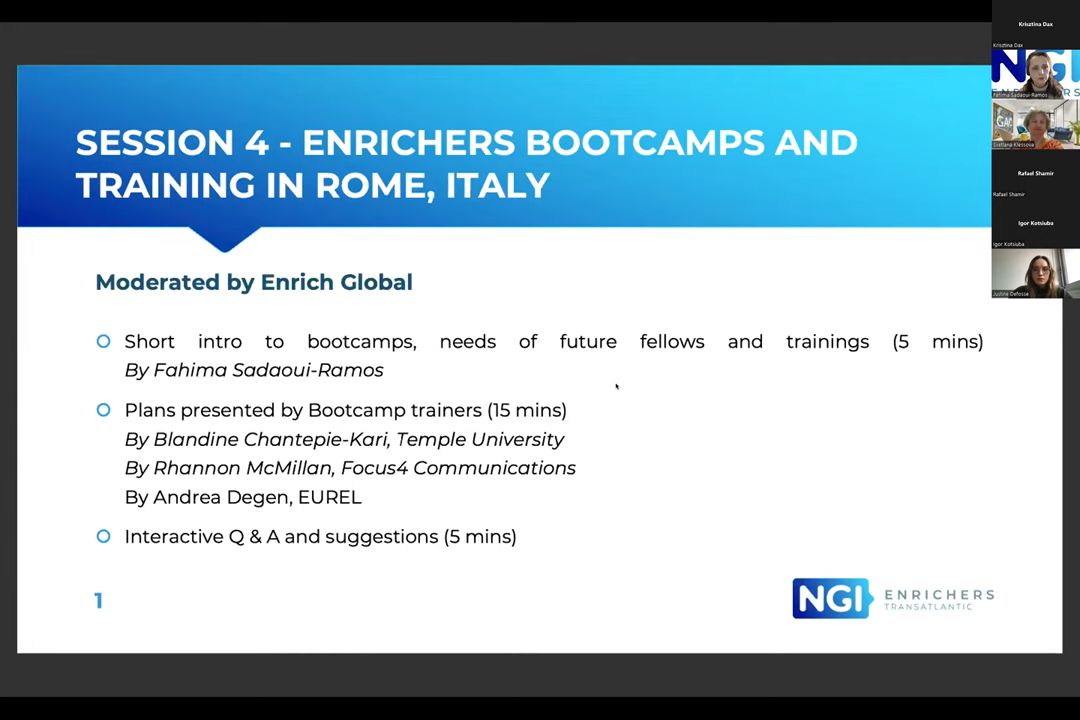 SESSION 4 - ENRICHERS BOOTCAMPS AND
TRAINING IN ROME, ITALY
Moderated by Enrich Global
Short intro to bootcamps, needs of future fellows and trainings (5 mins)
By Fahima Sadaoui-Ramos
Plans presented by Bootcamp trainers (15 mins)
By Blandine Chantepie-Kari, Temple University
By Rhannon McMillan, Focus4 Communications
By Andrea Degen, EUREL
Interactive Q & A and suggestions (5 mins)
1
NGI ENRICHERS
TRANSATLANTIC
Krisztina Dax
Krisztina Dax
Fahima Sadaoui-Ramos
Svetlana Klessova
Rafael Shamir
Rafael Shamir
Igor Kotsiuba
Igor Kotsiuba
Justine Defosse